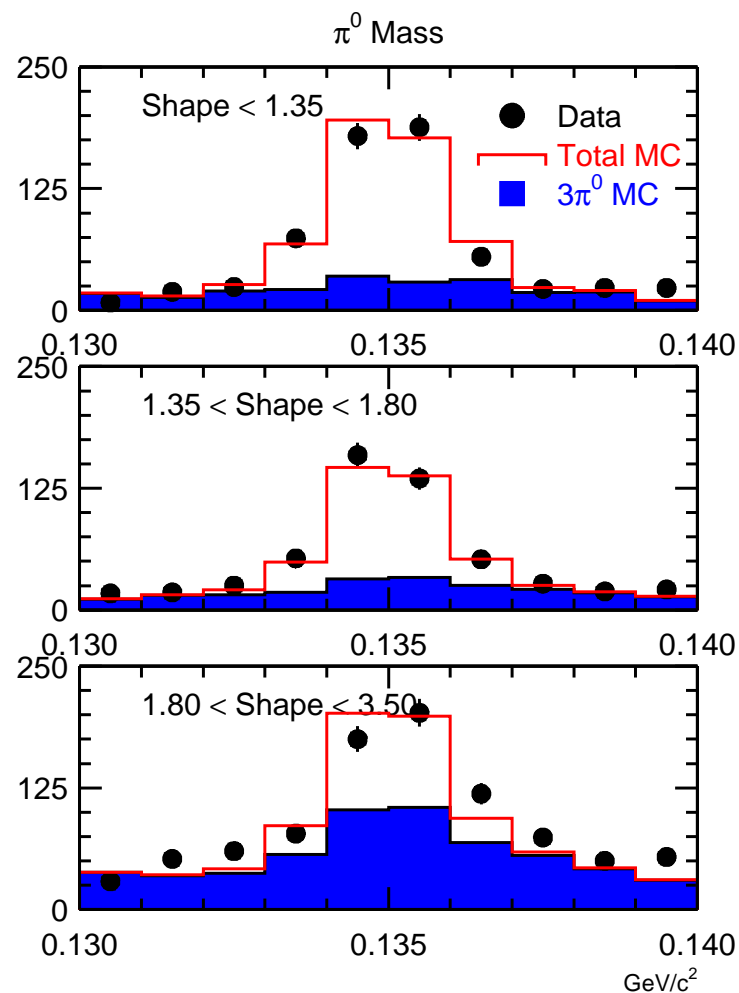 π⁰ Mass
250
Shape < 1.35
Data
Total MC
3π⁰ MC
125
0
0.130 0.135 0.140
250
1.35 < Shape < 1.80
125
0
0.130 0.135 0.140
250
1.80 < Shape < 3.50
125
0
0.130 0.135 0.140
GeV/c²